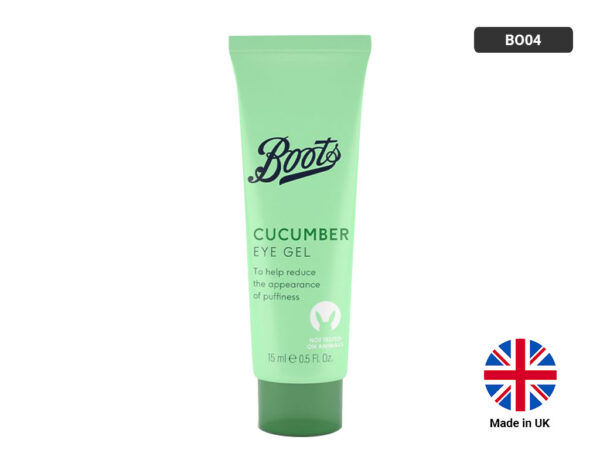 BO04
Boots
CUCUMBER
EYE GEL
To help reduce
the appearance
of puffiness
NOT TESTED
ON ANIMALS
15 ml e 0.5 Fl. Oz.
Made in UK